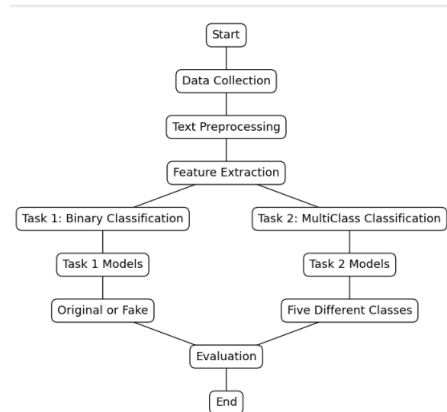 Start
Data Collection
Text Preprocessing
Feature Extraction
Task 1: Binary Classification
Task 2: MultiClass Classification
Task 1 Models
Task 2 Models
Original or Fake
Five Different Classes
Evaluation
End